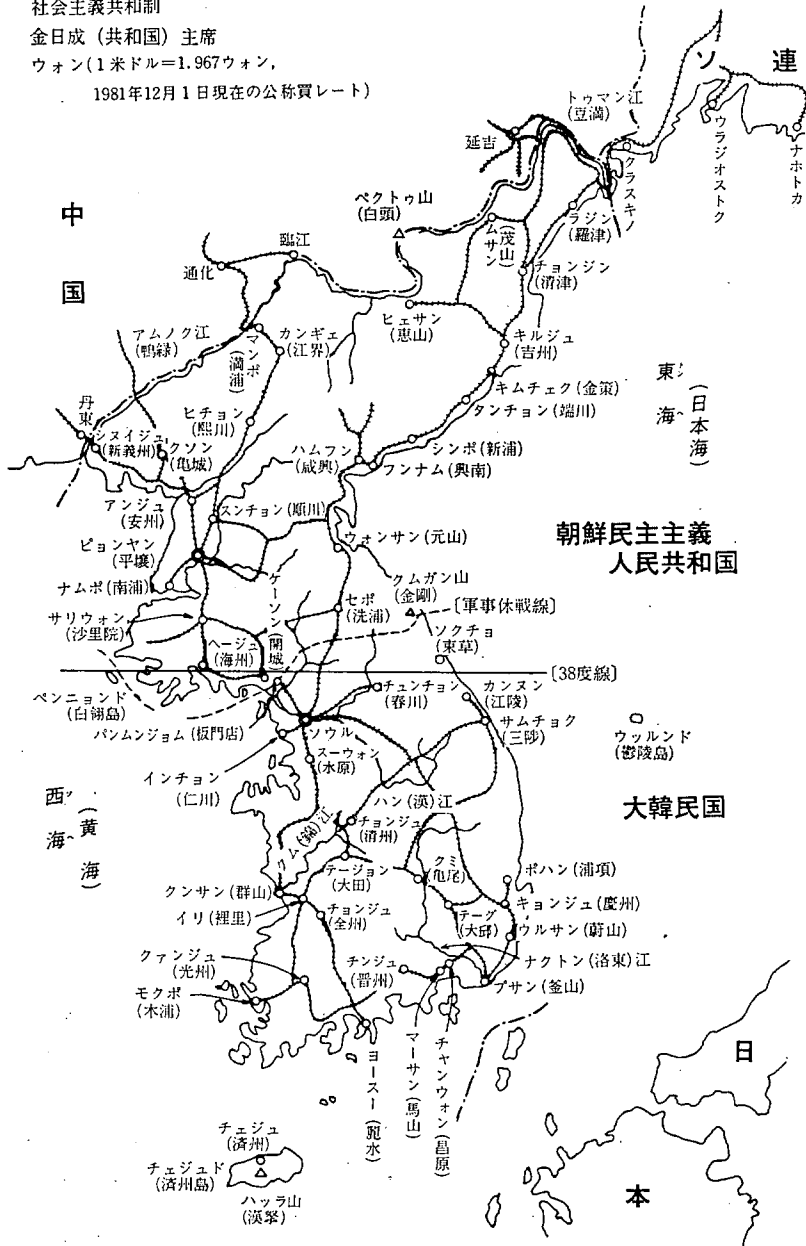 社会主義共和制
金日成(共和国)主席
ウォン(1米ドル=1.967ウォン,
1981年12月1日現在の公称買レート)
ソ連
トゥマン江
(豆満)
延吉
クラスキノ
ウラジオストク
ナホトカ
ペクトゥ山
(白頭)
ムサン
(茂山)
ラジン
(羅津)
中国
臨江
通化
チョンジン
(清津)
ヒェサン
(恵山)
アムノク江
(鴨緑)
マンポ
(満浦)
カンギェ
(江界)
キルジュ
(吉州)
キムチェク(金策)
タンチョン(端川)
東海
(日本海)
丹東
シヌイジュ
(新義州)
クソン
(亀城)
ヒチョン
(熙川)
ハムフン
(咸興)
シンポ(新浦)
フンナム(興南)
アンジュ
(安州)
スンチョン(順川)
ウォンサン(元山)
朝鮮民主主義
人民共和国
ピョンヤン
(平壌)
ナムポ(南浦)
ケーソン
(開城)
クムガン山
(金剛)
セポ
(洗浦)
〔軍事休戦線〕
サリウォン
(沙里院)
ヘージュ
(海州)
ソクチョ
(束草)
〔38度線〕
ペンニョンド
(白翎島)
チュンチョン
(春川)
カンヌン
(江陵)
パンムンジョム(板門店)
ソウル
サムチョク
(三陟)
ウッルンド
(鬱陵島)
スーウォン
(水原)
インチョン
(仁川)
西海
(黄海)
ハン(漢)江
大韓民国
チョンジュ
(清州)
クム(錦)江
テージョン
(大田)
クミ
(亀尾)
ポハン(浦項)
クンサン(群山)
イリ(裡里)
チョンジュ
(全州)
テーグ
(大邱)
キョンジュ(慶州)
ウルサン(蔚山)
クァンジュ
(光州)
チンジュ
(晋州)
ナクトン(洛東)江
プサン(釜山)
モクポ
(木浦)
ヨースー(麗水)
マーサン(馬山)
チャンウォン(昌原)
日本
チェジュ
(済州)
チェジュド
(済州島)
ハッラ山
(漢拏)